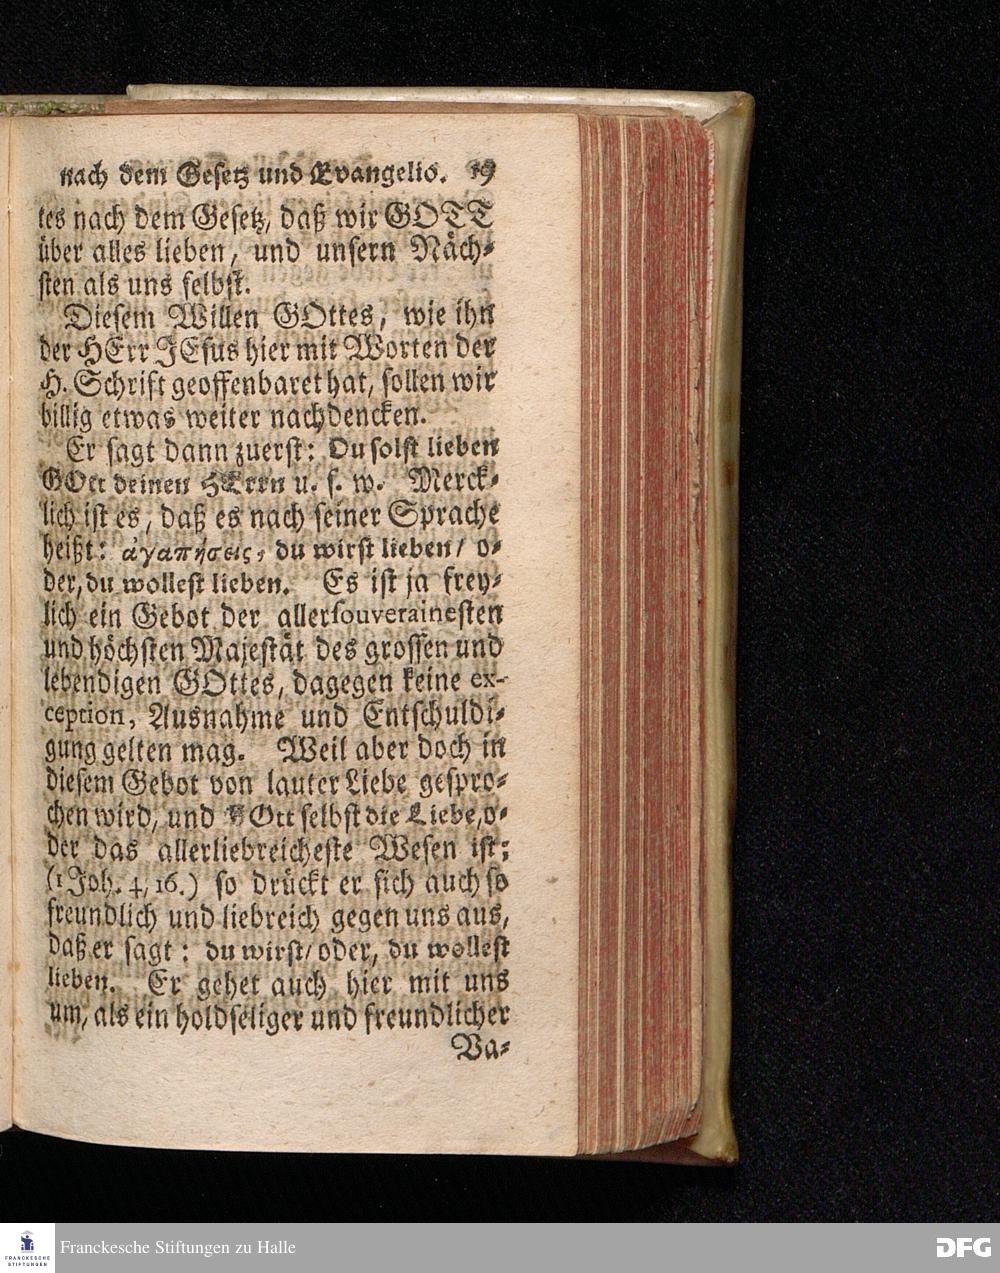 nach dem Gesetz und Evangelio. 19
tes nach dem Gesetz, daß wir GOTT
über alles lieben, und unsern Näch-
sten als uns selbst.
Diesem Willen GOttes, wie ihn
der HErr JEsus hier mit Worten der
H. Schrift geoffenbaret hat, sollen wir
billig etwas weiter nachdencken.
Er sagt dann zuerst: Du solst lieben
GOtt deinen HErrn u. s. w. Merck-
lich ist es, daß es nach seiner Sprache
heißt: ἀγαπήσεις, du wirst lieben/ o-
der, du wollest lieben. Es ist ja frey-
lich ein Gebot der allersouverainesten
und höchsten Majestät des grossen und
lebendigen GOttes, dagegen keine ex-
ception, Ausnahme und Entschuldi-
gung gelten mag. Weil aber doch in
diesem Gebot von lauter Liebe gespro-
chen wird, und GOtt selbst die Liebe, o-
der das allerliebreicheste Wesen ist;
(1 Joh. 4, 16.) so drückt er sich auch so
freundlich und liebreich gegen uns aus,
daß er sagt: du wirst/ oder, du wollest
lieben. Er gehet auch hier mit uns
um, als ein holdseliger und freundlicher
Va-
FRANCKESCHE
STIFTUNGEN
Franckesche Stiftungen zu Halle
DFG